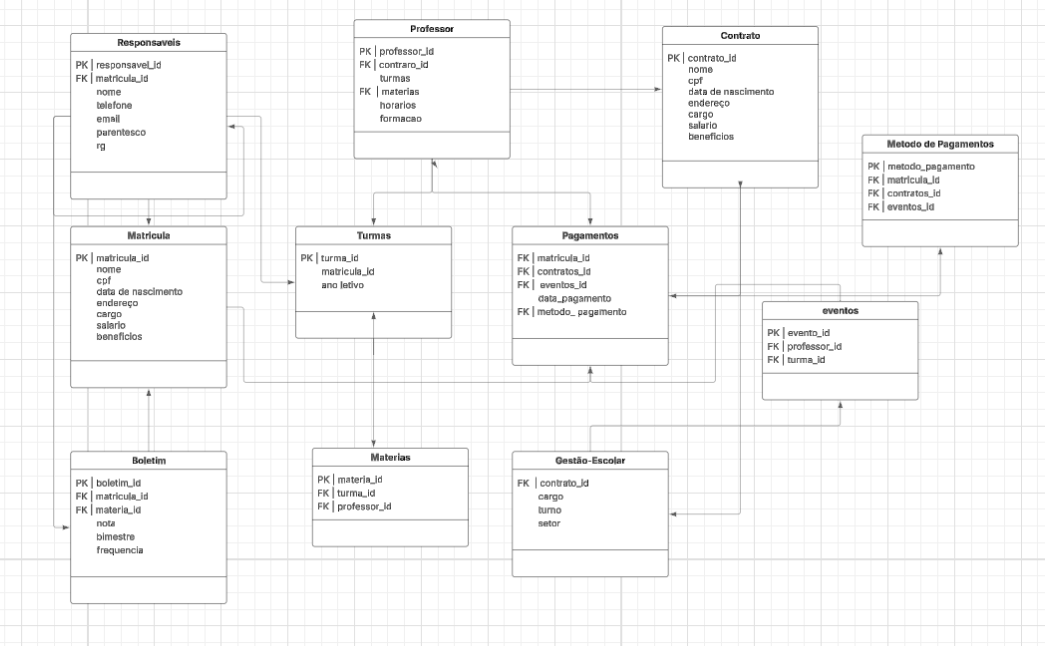 Responsaveis
PK | responsavel_id
FK | matricula_id
nome
telefone
email
parentesco
rg
Professor
PK | professor_id
FK | contraro_id
turmas
FK | materias
horarios
formacao
Contrato
PK | contrato_id
nome
cpf
data de nascimento
endereço
cargo
salario
beneficios
Metodo de Pagamentos
PK | metodo_pagamento
FK | matricula_id
FK | contratos_id
FK | eventos_id
Matricula
PK | matricula_id
nome
cpf
data de nascimento
endereço
cargo
salario
beneficios
Turmas
PK | turma_id
matricula_id
ano letivo
Pagamentos
FK | matricula_id
FK | contratos_id
FK | eventos_id
data_pagamento
FK | metodo_ pagamento
eventos
PK | evento_id
FK | professor_id
FK | turma_id
Boletim
PK | boletim_id
FK | matricula_id
FK | materia_id
nota
bimestre
frequencia
Materias
PK | materia_id
FK | turma_id
FK | professor_id
Gestão-Escolar
FK | contrato_id
cargo
turno
setor